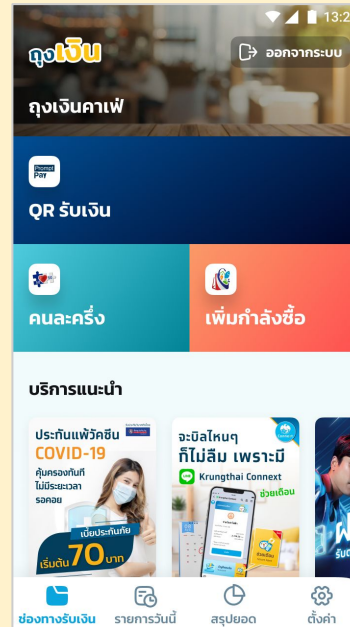 13:2
ถุงเงิน
ออกจากระบบ
ถุงเงินคาเฟ่
Prompt
Pay
QR รับเงิน
คนละครึ่ง
เพิ่มกำลังซื้อ
บริการแนะนำ
ประกันแพ้วัคซีน
COVID-19
คุ้มครองทันที
ไม่มีระยะเวลา
รอคอย
เบี้ยประกันภัย
เริ่มต้น 70 บาท
จะบิลไหนๆ
ก็ไม่ลืม เพราะมี
Krungthai Connext
ช่วยเตือน
ช่องทางรับเงิน
รายการวันนี้
สรุปยอด
ตั้งค่า